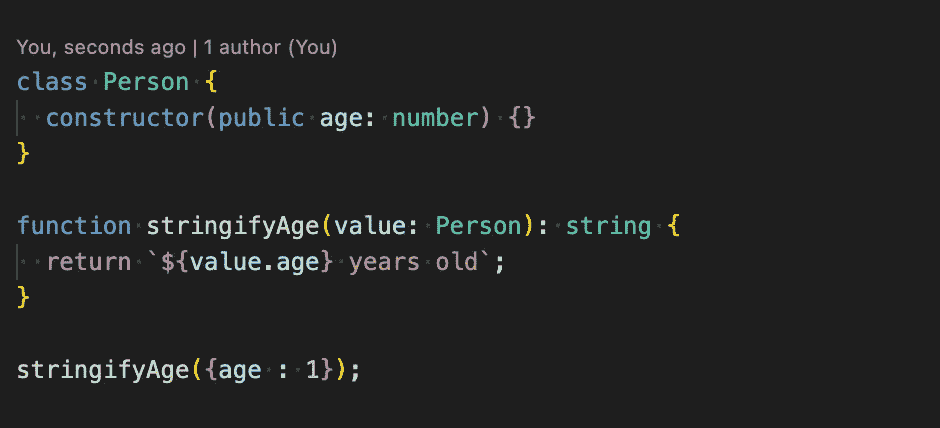 You, seconds ago | 1 author (You)
class Person {
  constructor(public age: number) {}
}
function stringifyAge(value: Person): string {
  return `${value.age} years old`;
}
stringifyAge({age : 1});